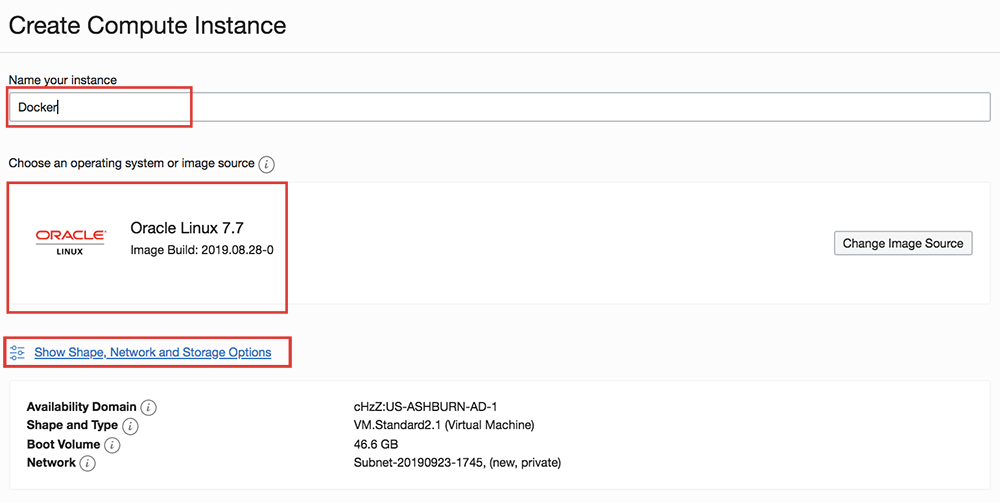 Create Compute Instance
Name your instance
Docker
Choose an operating system or image source i
ORACLE
LINUX
Oracle Linux 7.7
Image Build: 2019.08.28-0
Change Image Source
Show Shape, Network and Storage Options
Availability Domain i cHzZ:US-ASHBURN-AD-1
Shape and Type i VM.Standard2.1 (Virtual Machine)
Boot Volume i 46.6 GB
Network i Subnet-20190923-1745, (new, private)